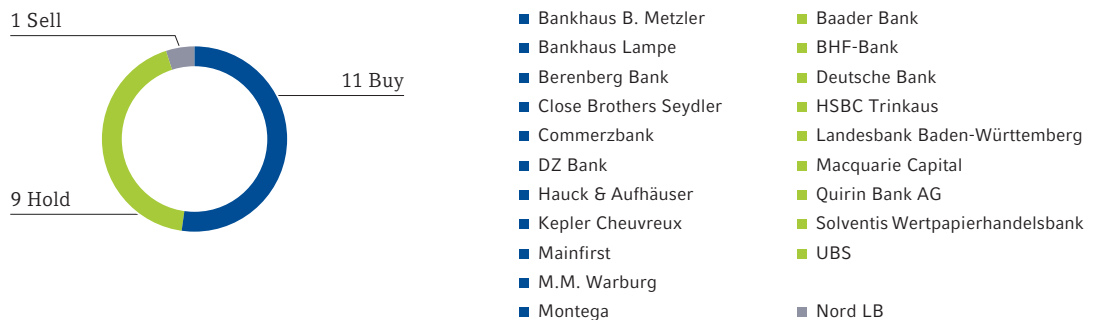 1 Sell
11 Buy
9 Hold
Bankhaus B. Metzler
Bankhaus Lampe
Berenberg Bank
Close Brothers Seydler
Commerzbank
DZ Bank
Hauck & Aufhäuser
Kepler Cheuvreux
Mainfirst
M.M. Warburg
Montega
Baader Bank
BHF-Bank
Deutsche Bank
HSBC Trinkaus
Landesbank Baden-Württemberg
Macquarie Capital
Quirin Bank AG
Solventis Wertpapierhandelsbank
UBS
Nord LB